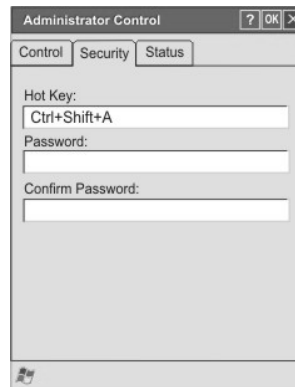 Administrator Control ? OK X
Control Security Status
Hot Key:
Ctrl+Shift+A
Password:
Confirm Password: